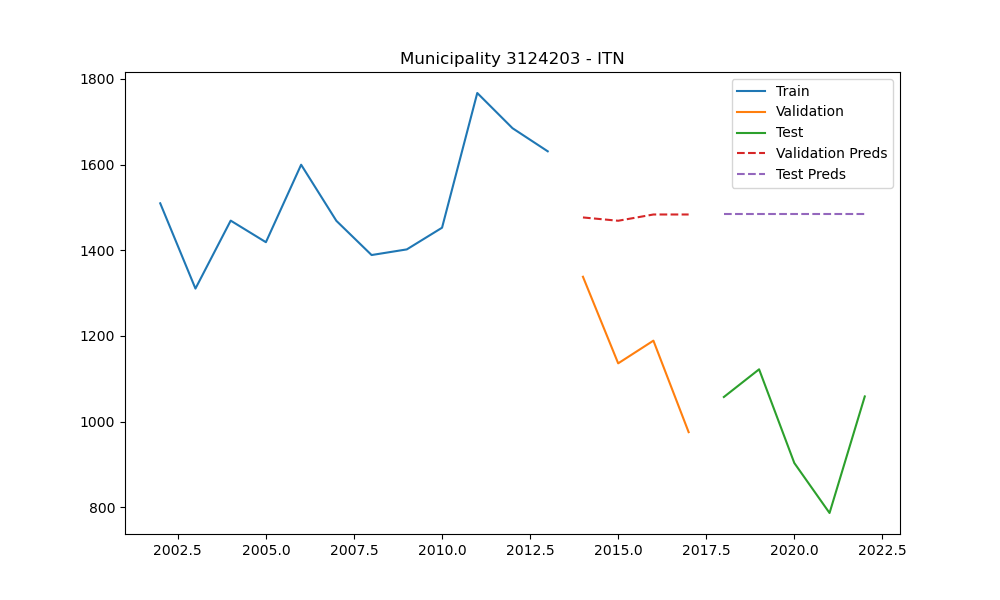 Municipality 3124203 - ITN
1800
1600
1400
1200
1000
800
Train
Validation
Test
Validation Preds
Test Preds
2002.5 2005.0 2007.5 2010.0 2012.5 2015.0 2017.5 2020.0 2022.5